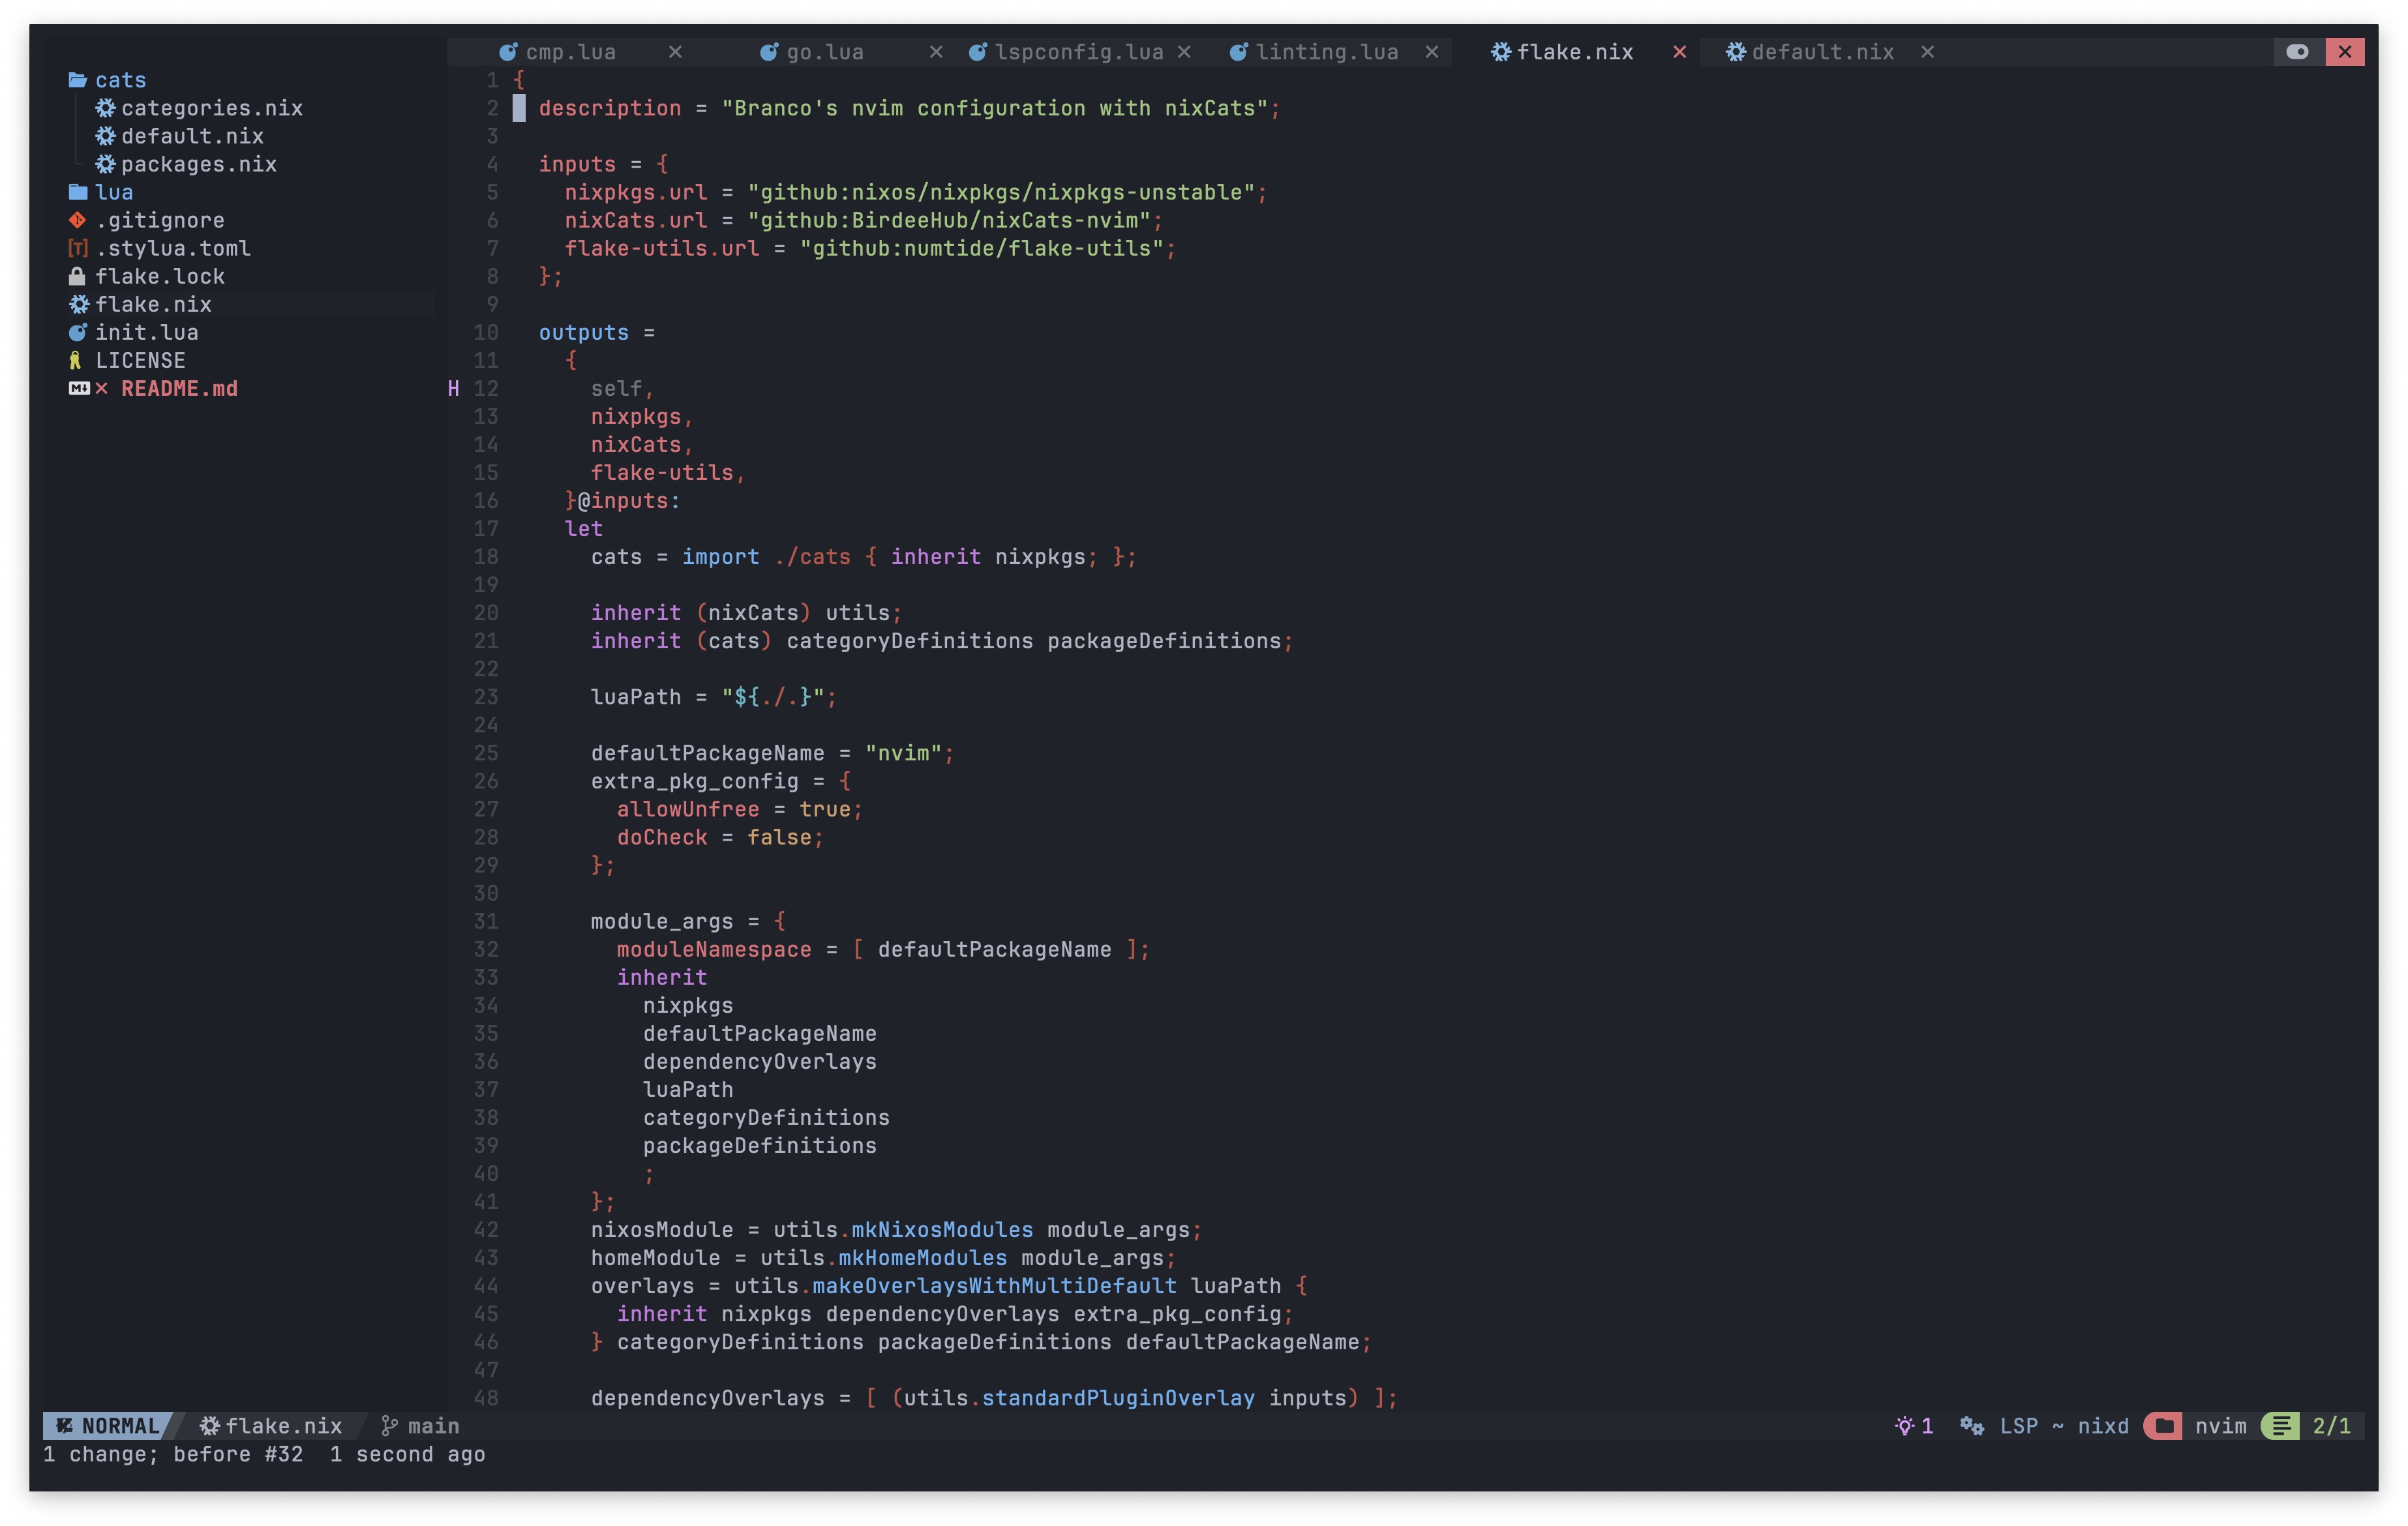 cmp.lua × go.lua × lspconfig.lua × linting.lua × flake.nix × default.nix ×
cats
categories.nix
default.nix
packages.nix
lua
.gitignore
[T] .stylua.toml
flake.lock
flake.nix
init.lua
LICENSE
M↓ × README.md
1 {
2   description = "Branco's nvim configuration with nixCats";
3
4   inputs = {
5     nixpkgs.url = "github:nixos/nixpkgs/nixpkgs-unstable";
6     nixCats.url = "github:BirdeeHub/nixCats-nvim";
7     flake-utils.url = "github:numtide/flake-utils";
8   };
9
10   outputs =
11     {
H 12       self,
13       nixpkgs,
14       nixCats,
15       flake-utils,
16     }@inputs:
17     let
18       cats = import ./cats { inherit nixpkgs; };
19
20       inherit (nixCats) utils;
21       inherit (cats) categoryDefinitions packageDefinitions;
22
23       luaPath = "${./.}";
24
25       defaultPackageName = "nvim";
26       extra_pkg_config = {
27         allowUnfree = true;
28         doCheck = false;
29       };
30
31       module_args = {
32         moduleNamespace = [ defaultPackageName ];
33         inherit
34           nixpkgs
35           defaultPackageName
36           dependencyOverlays
37           luaPath
38           categoryDefinitions
39           packageDefinitions
40           ;
41       };
42       nixosModule = utils.mkNixosModules module_args;
43       homeModule = utils.mkHomeModules module_args;
44       overlays = utils.makeOverlaysWithMultiDefault luaPath {
45         inherit nixpkgs dependencyOverlays extra_pkg_config;
46       } categoryDefinitions packageDefinitions defaultPackageName;
47
48       dependencyOverlays = [ (utils.standardPluginOverlay inputs) ];
NORMAL flake.nix main 1 LSP ~ nixd nvim 2/1
1 change; before #32  1 second ago